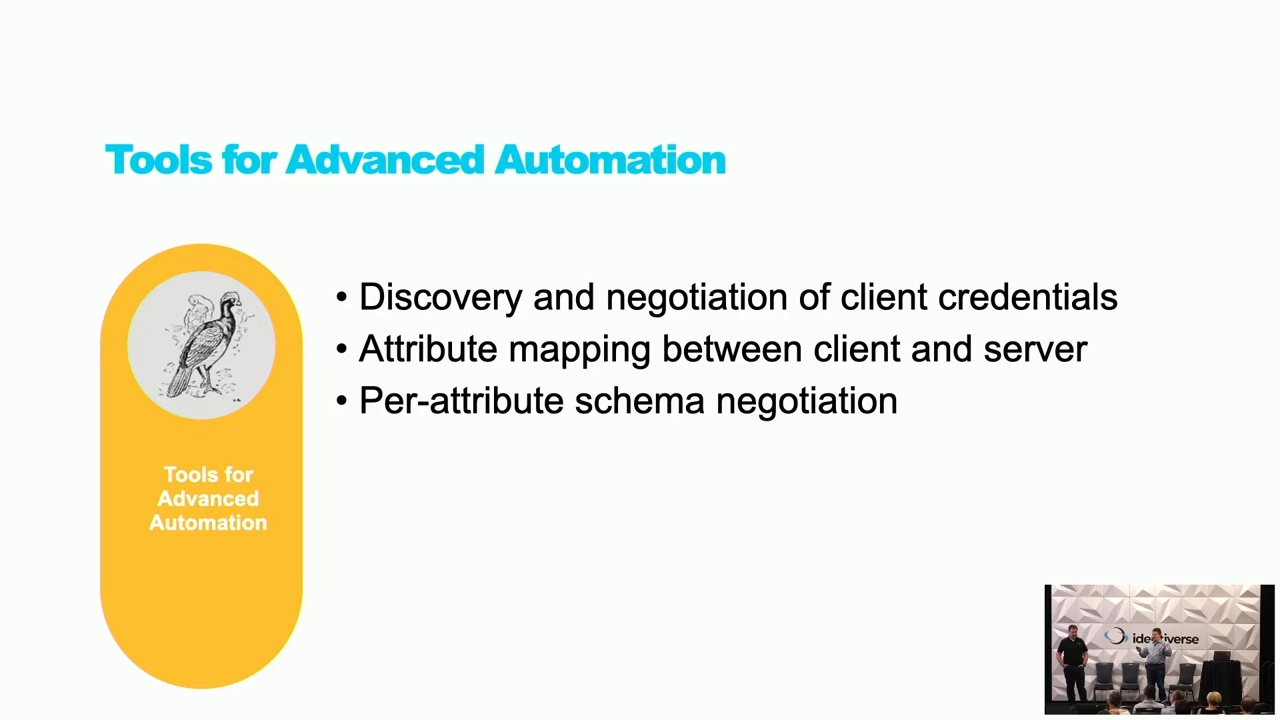 Tools for Advanced Automation
• Discovery and negotiation of client credentials
• Attribute mapping between client and server
• Per-attribute schema negotiation
Tools for
Advanced
Automation
identiverse